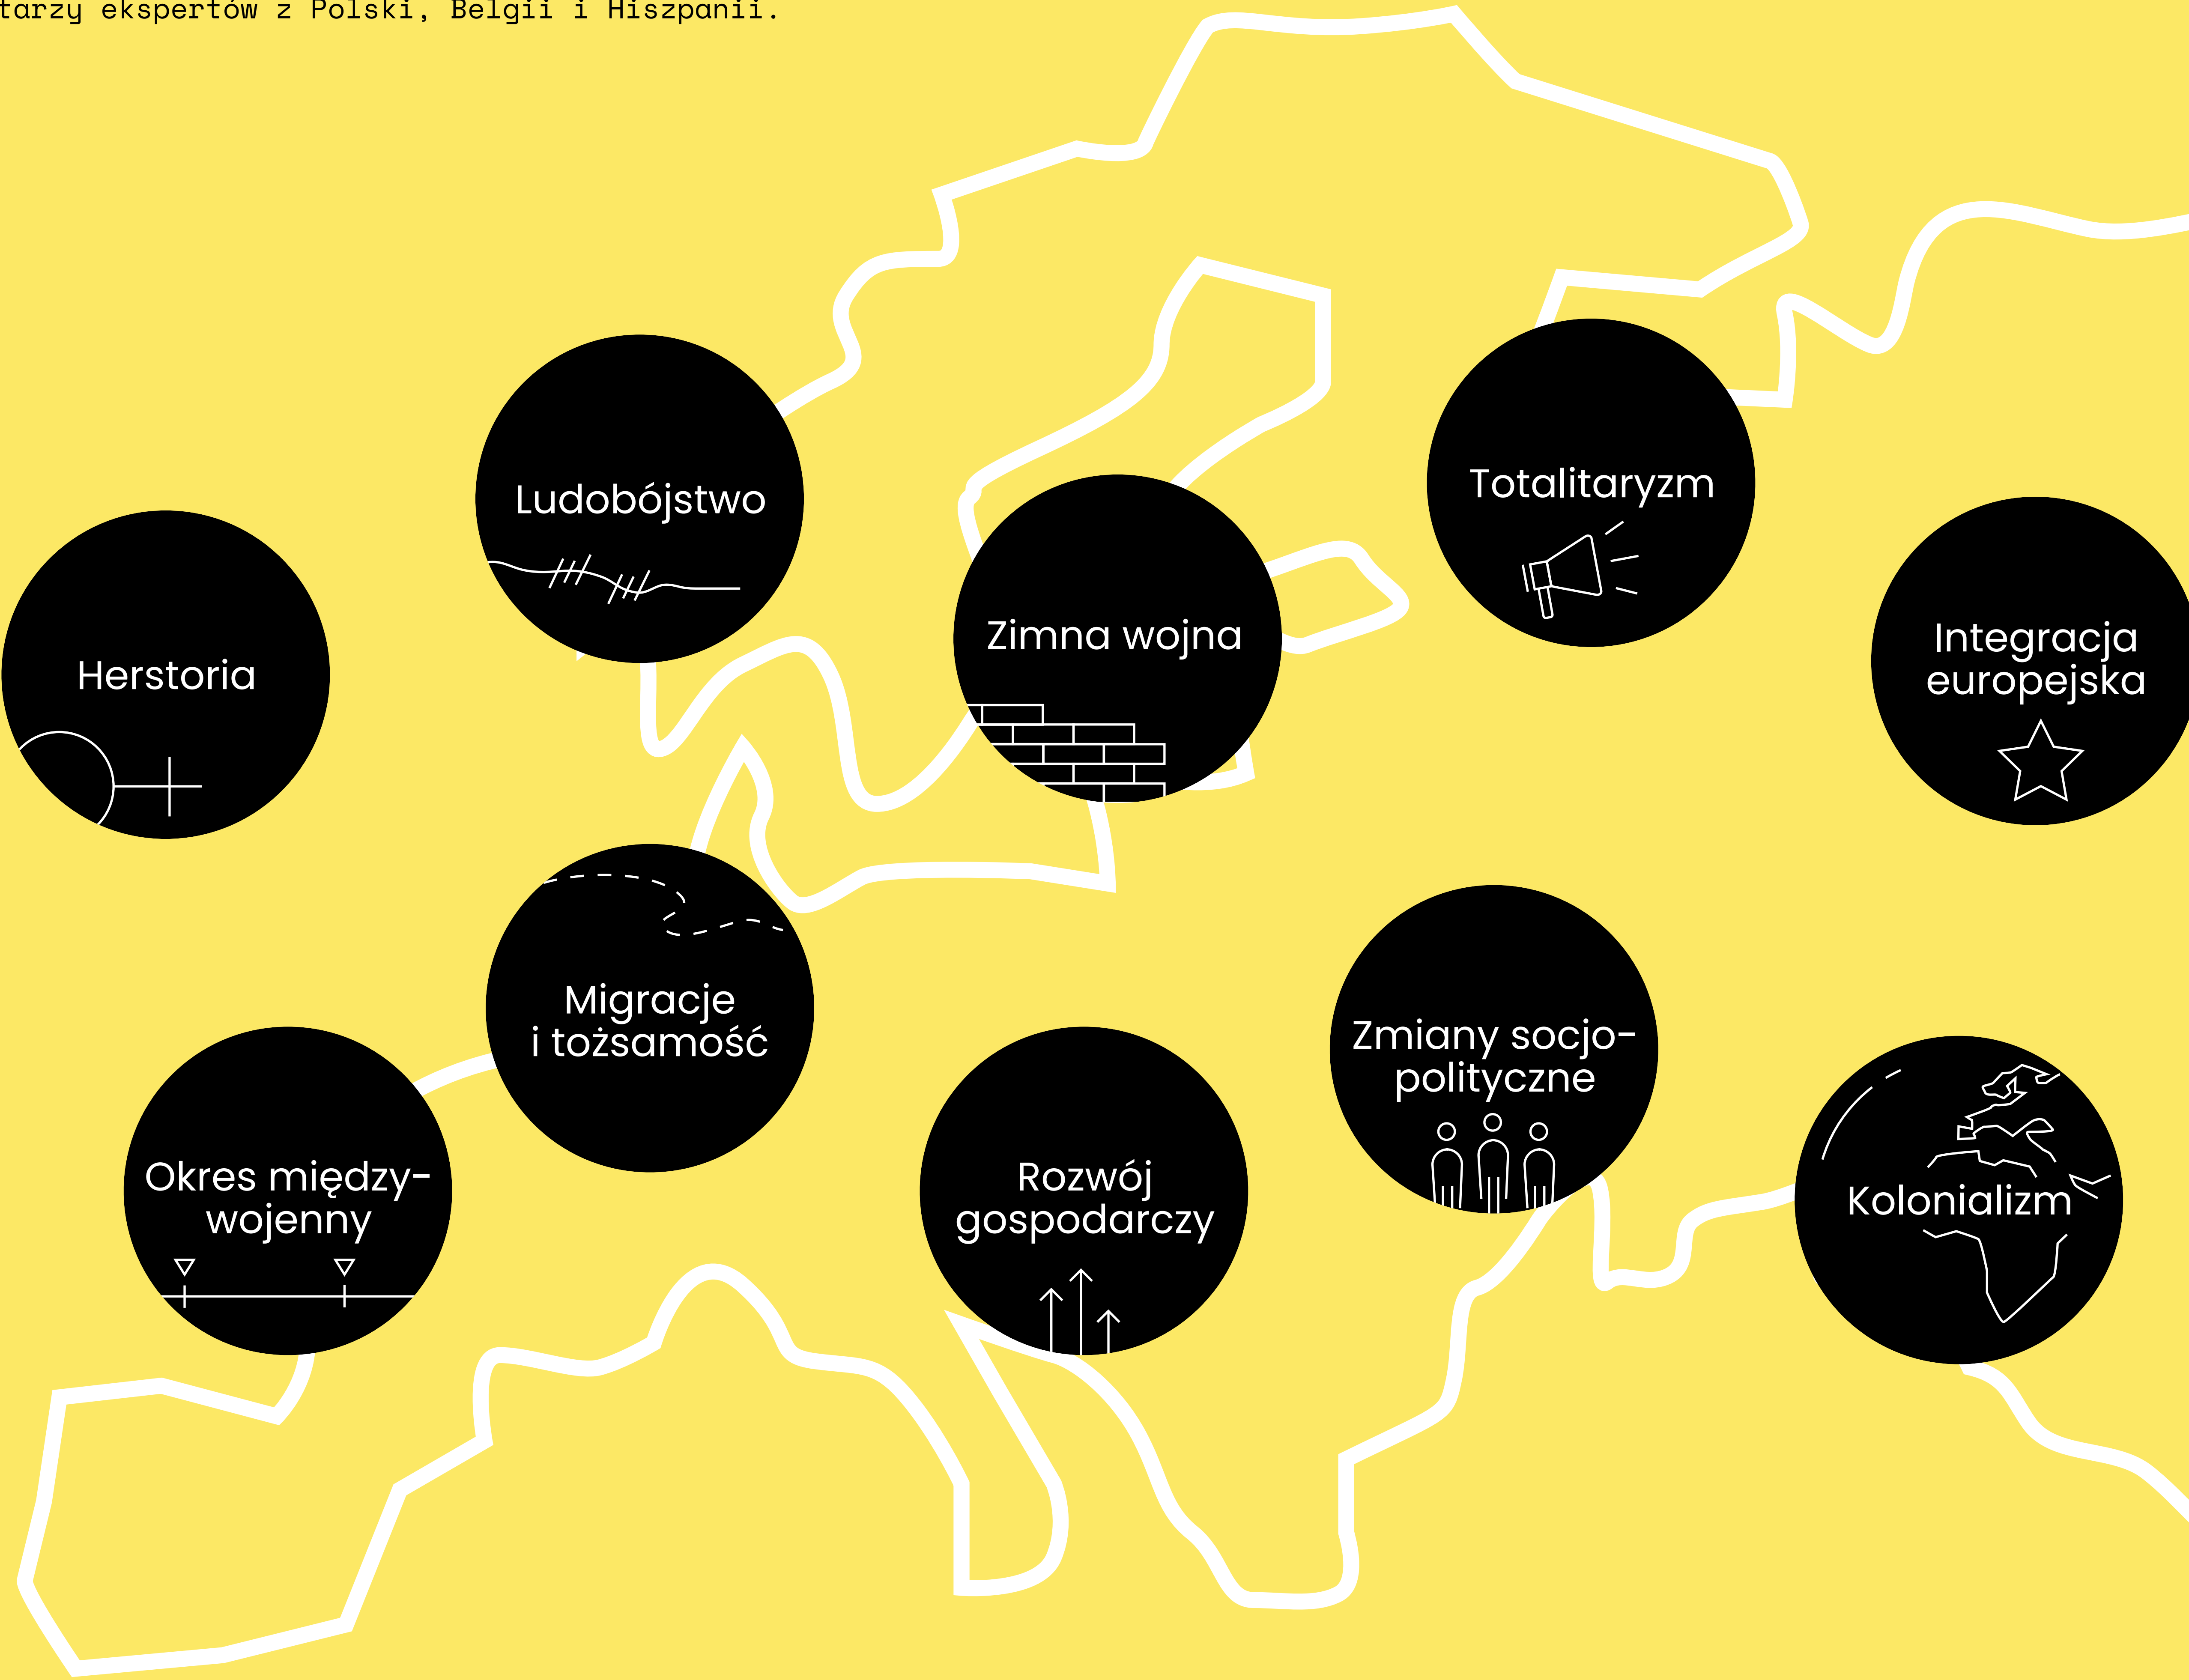 tarzy ekspertów z Polski, Belgii i Hiszpanii.
Ludobójstwo
Totalitaryzm
Herstoria
Zimna wojna
Integracja
europejska
Migracje
i tożsamość
Okres między-
wojenny
Rozwój
gospodarczy
Zmiany socjo-
polityczne
Kolonializm